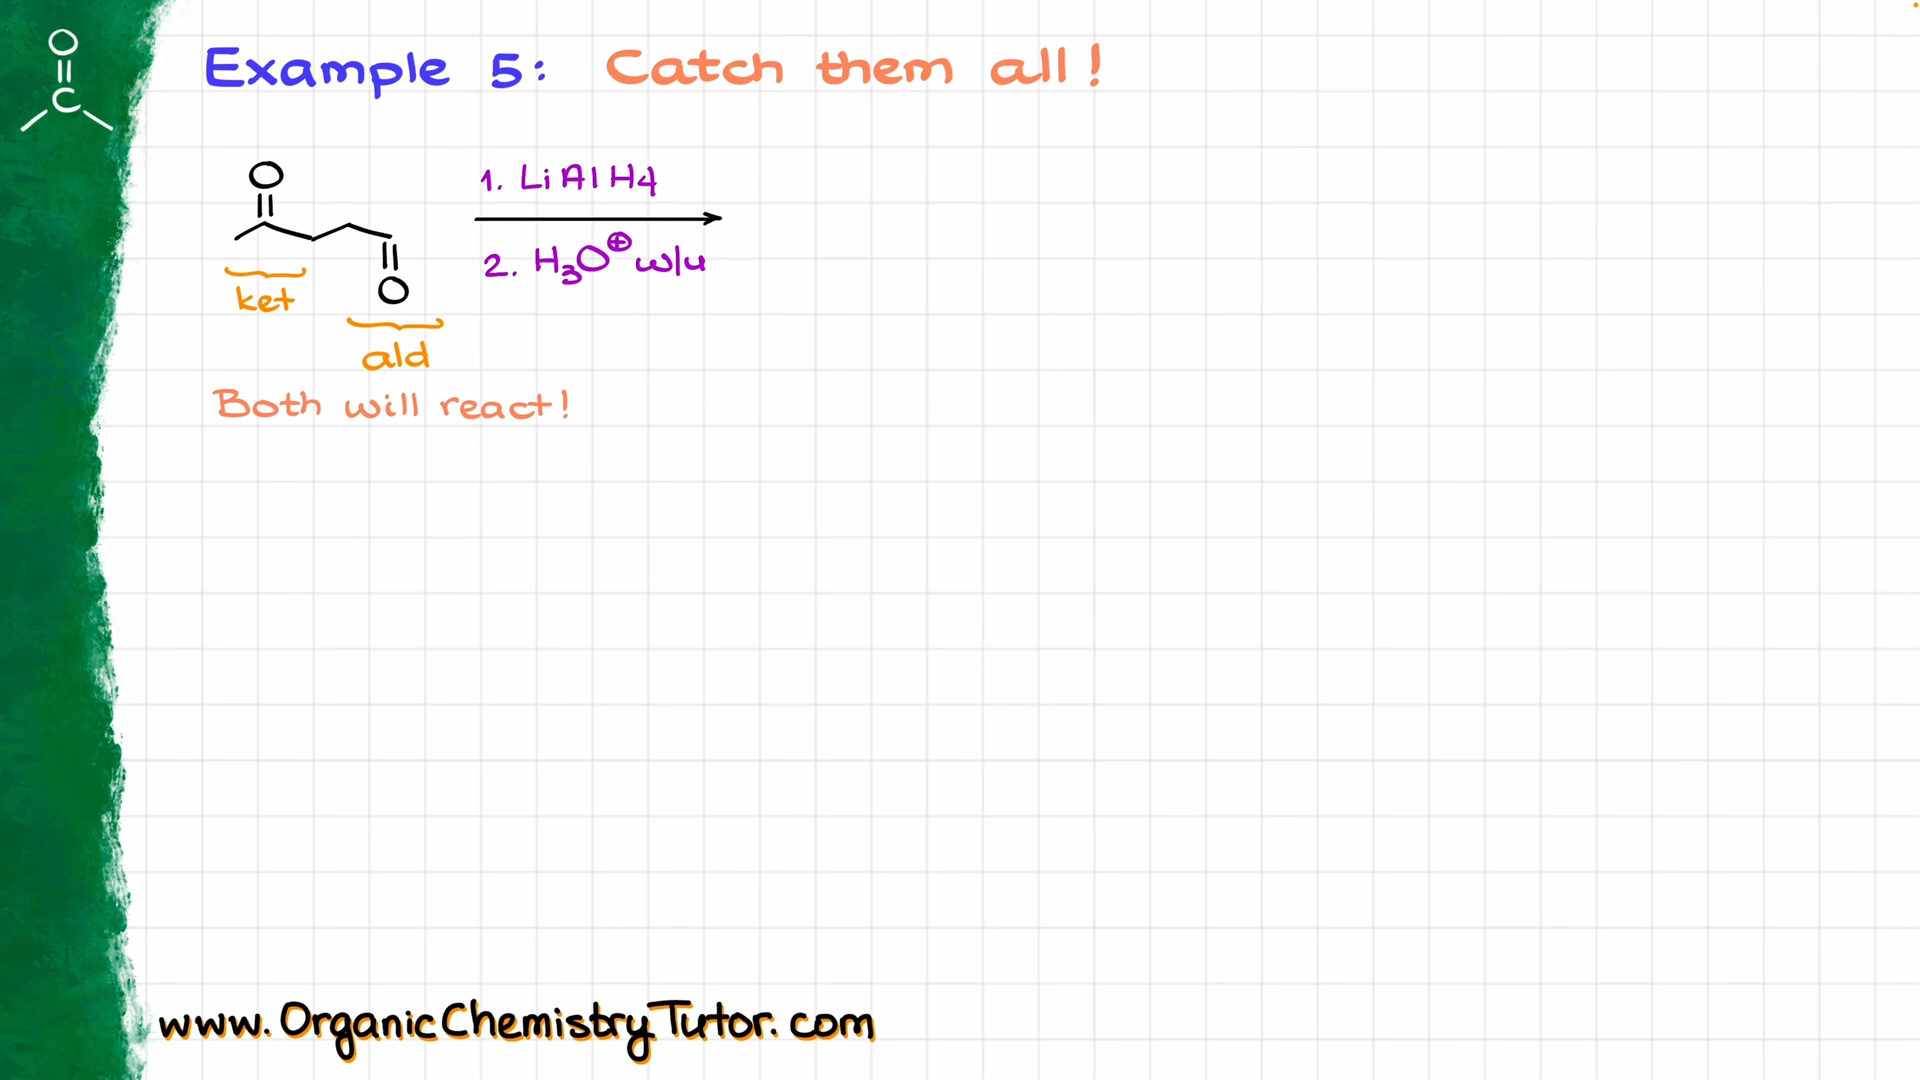 O
C
Example 5: Catch them all!
O
O
ket
ald
1. LiAlH4
2. H3O⊕ w/u
Both will react!
www.OrganicChemistryTutor.com